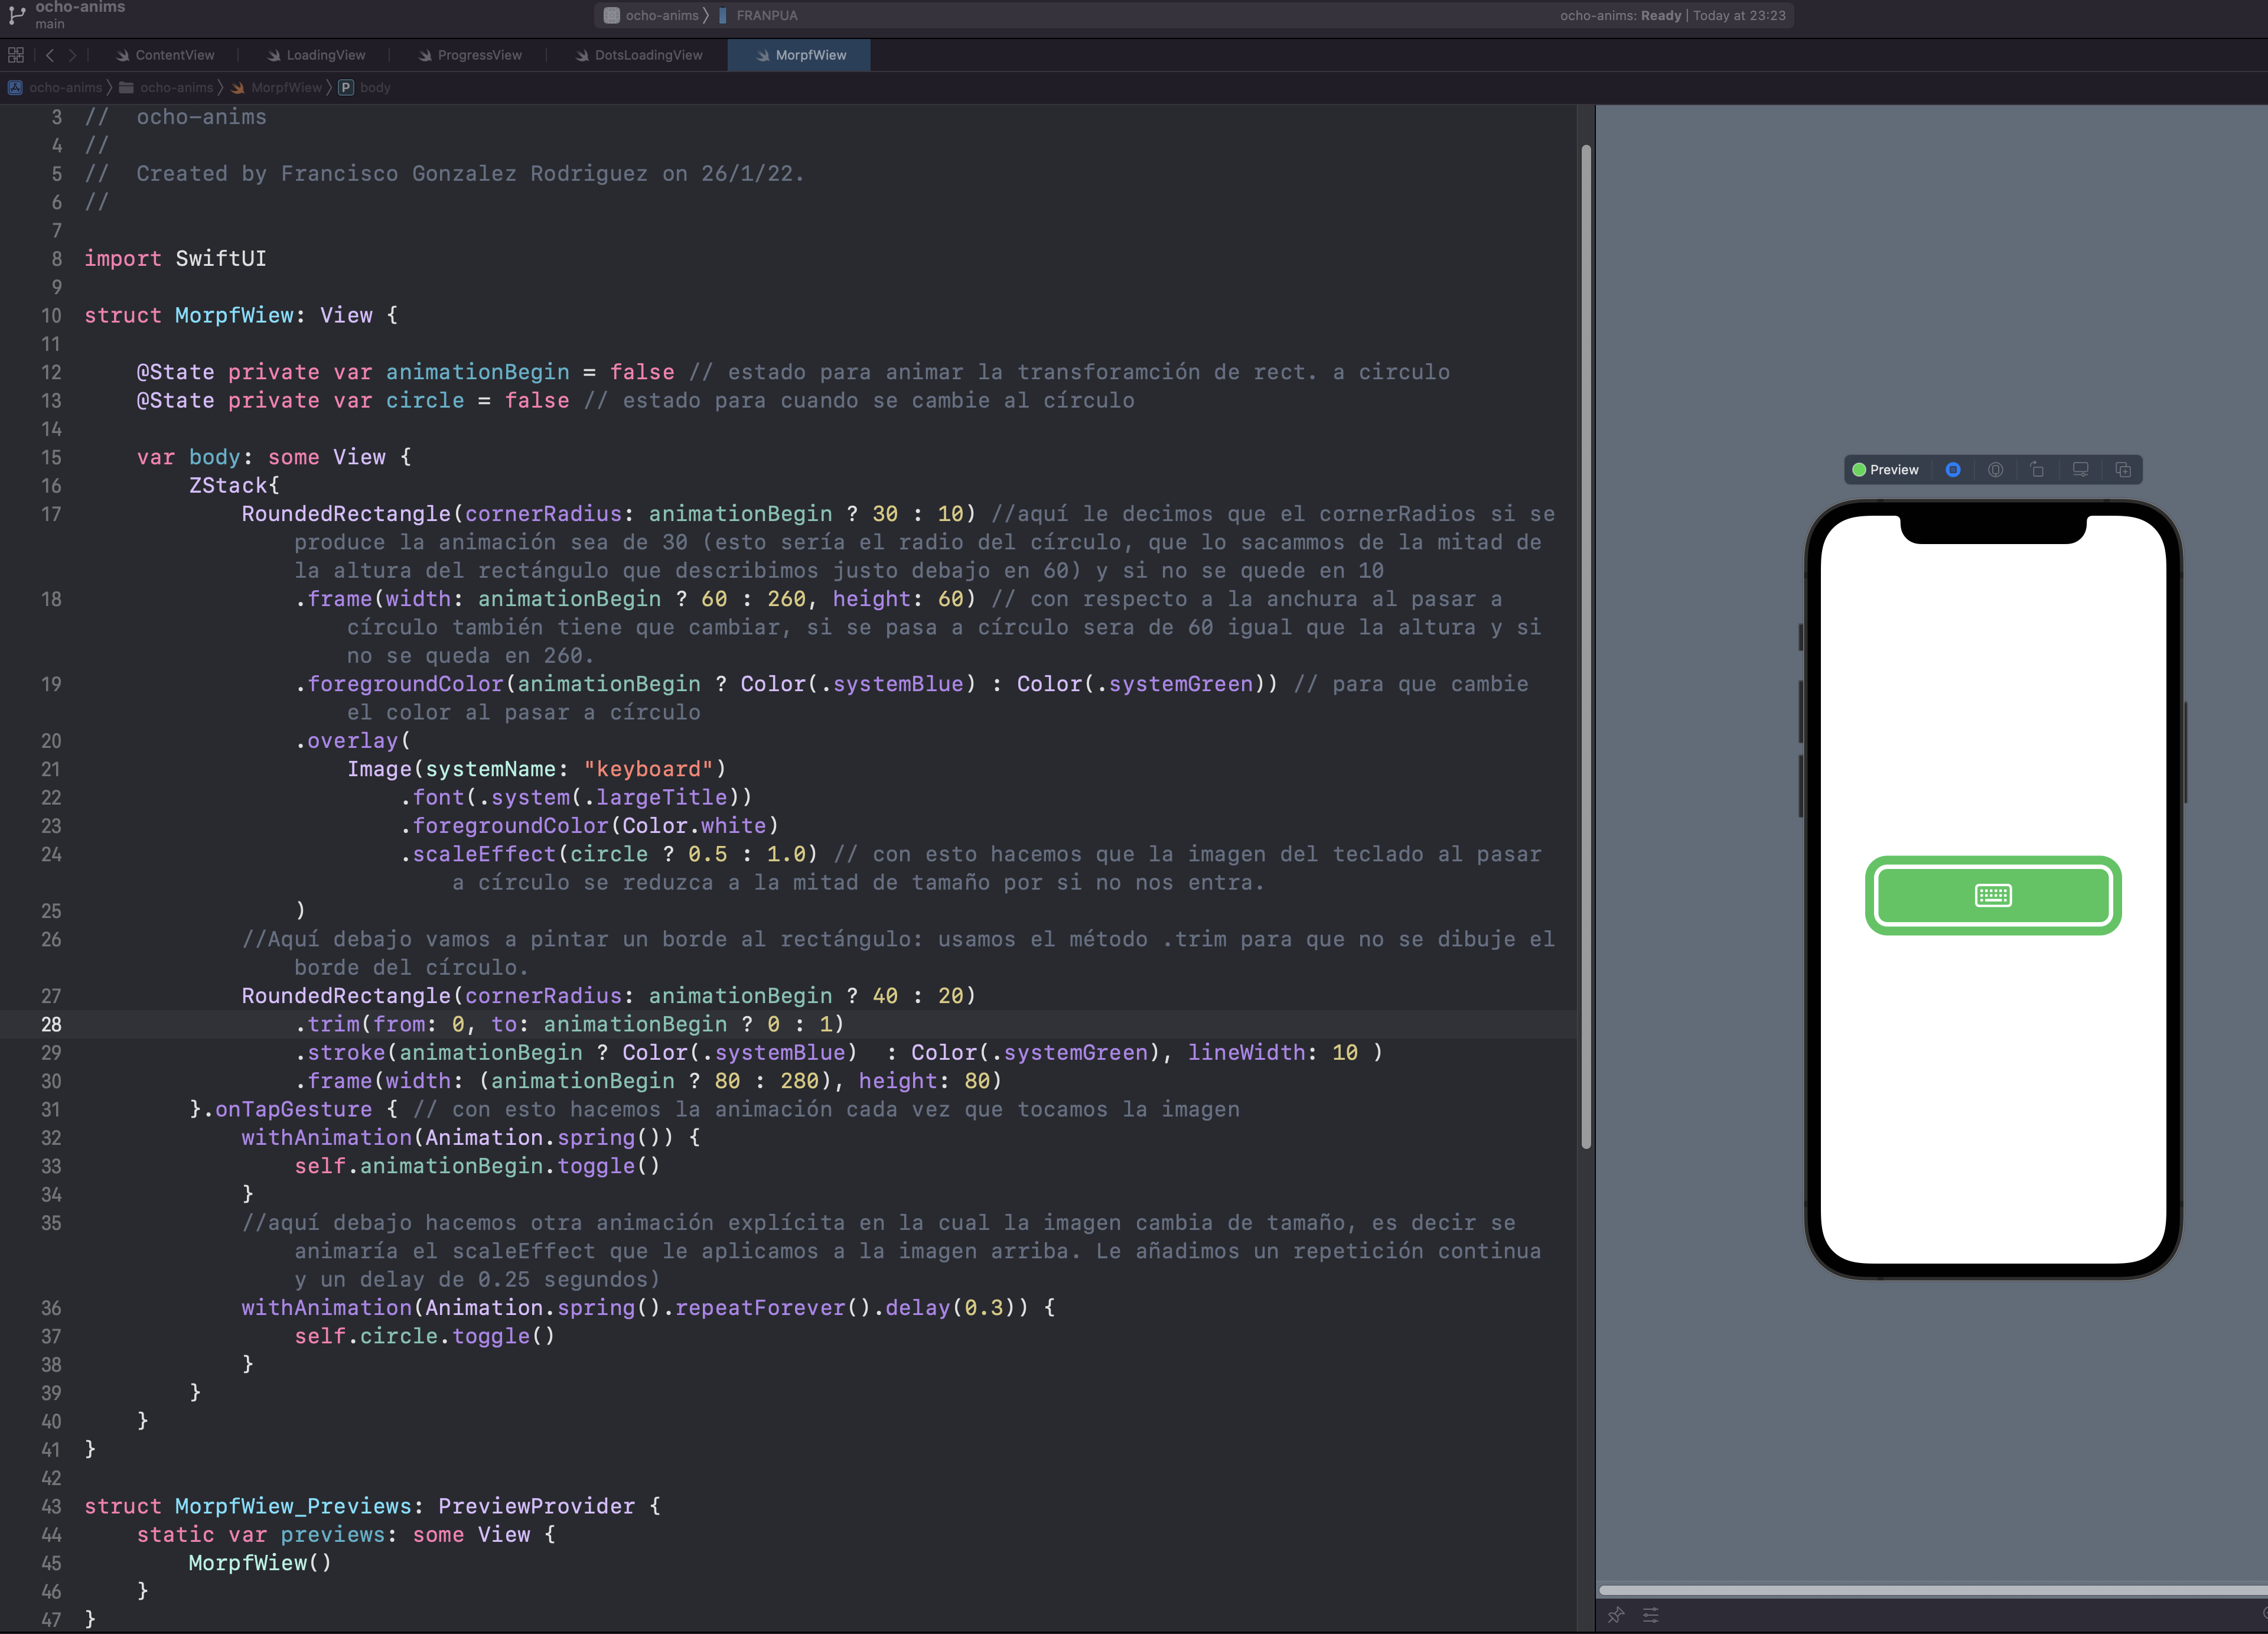 ocho-anims
main
ocho-anims 〉 FRANPUA
ocho-anims: Ready | Today at 23:23
ContentView LoadingView ProgressView DotsLoadingView MorpfWiew
ocho-anims 〉 ocho-anims 〉 MorpfWiew 〉 P body
3 //  ocho-anims
4 //
5 //  Created by Francisco Gonzalez Rodriguez on 26/1/22.
6 //
7
8 import SwiftUI
9
10 struct MorpfWiew: View {
11
12     @State private var animationBegin = false // estado para animar la transforamción de rect. a circulo
13     @State private var circle = false // estado para cuando se cambie al círculo
14
15     var body: some View {
16         ZStack{
17             RoundedRectangle(cornerRadius: animationBegin ? 30 : 10) //aquí le decimos que el cornerRadios si se
produce la animación sea de 30 (esto sería el radio del círculo, que lo sacammos de la mitad de
la altura del rectángulo que describimos justo debajo en 60) y si no se quede en 10
18                 .frame(width: animationBegin ? 60 : 260, height: 60) // con respecto a la anchura al pasar a
círculo también tiene que cambiar, si se pasa a círculo sera de 60 igual que la altura y si
no se queda en 260.
19                 .foregroundColor(animationBegin ? Color(.systemBlue) : Color(.systemGreen)) // para que cambie
el color al pasar a círculo
20                 .overlay(
21                     Image(systemName: "keyboard")
22                         .font(.system(.largeTitle))
23                         .foregroundColor(Color.white)
24                         .scaleEffect(circle ? 0.5 : 1.0) // con esto hacemos que la imagen del teclado al pasar
a círculo se reduzca a la mitad de tamaño por si no nos entra.
25                 )
26             //Aquí debajo vamos a pintar un borde al rectángulo: usamos el método .trim para que no se dibuje el
borde del círculo.
27             RoundedRectangle(cornerRadius: animationBegin ? 40 : 20)
28                 .trim(from: 0, to: animationBegin ? 0 : 1)
29                 .stroke(animationBegin ? Color(.systemBlue)  : Color(.systemGreen), lineWidth: 10 )
30                 .frame(width: (animationBegin ? 80 : 280), height: 80)
31         }.onTapGesture { // con esto hacemos la animación cada vez que tocamos la imagen
32             withAnimation(Animation.spring()) {
33                 self.animationBegin.toggle()
34             }
35             //aquí debajo hacemos otra animación explícita en la cual la imagen cambia de tamaño, es decir se
animaría el scaleEffect que le aplicamos a la imagen arriba. Le añadimos un repetición continua
y un delay de 0.25 segundos)
36             withAnimation(Animation.spring().repeatForever().delay(0.3)) {
37                 self.circle.toggle()
38             }
39         }
40     }
41 }
42
43 struct MorpfWiew_Previews: PreviewProvider {
44     static var previews: some View {
45         MorpfWiew()
46     }
47 }
Preview